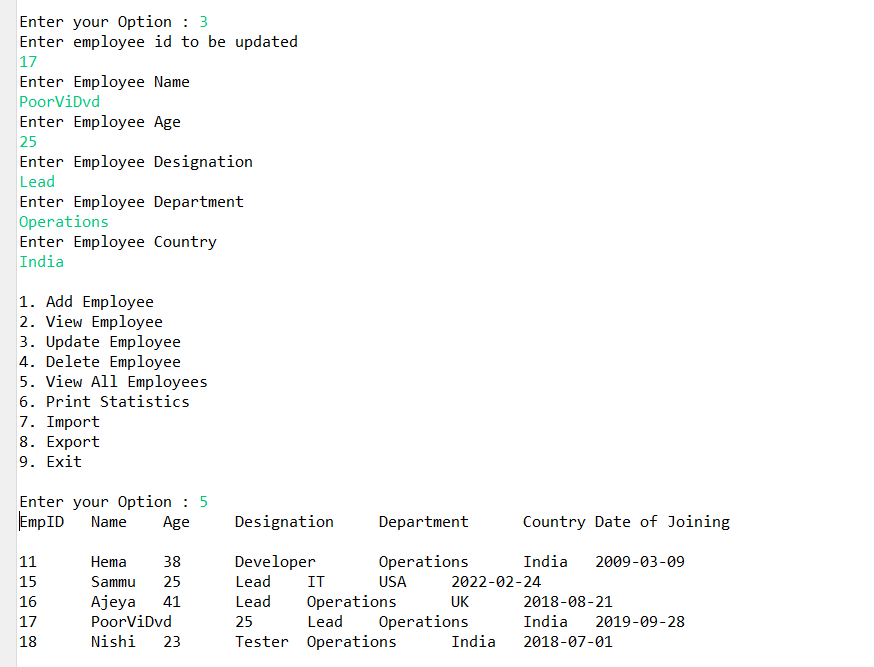 Enter your Option : 3
Enter employee id to be updated
17
Enter Employee Name
PoorViDvd
Enter Employee Age
25
Enter Employee Designation
Lead
Enter Employee Department
Operations
Enter Employee Country
India
1. Add Employee
2. View Employee
3. Update Employee
4. Delete Employee
5. View All Employees
6. Print Statistics
7. Import
8. Export
9. Exit
Enter your Option : 5
EmpID Name Age Designation Department Country Date of Joining
11 Hema 38 Developer Operations India 2009-03-09
15 Sammu 25 Lead IT USA 2022-02-24
16 Ajeya 41 Lead Operations UK 2018-08-21
17 PoorViDvd 25 Lead Operations India 2019-09-28
18 Nishi 23 Tester Operations India 2018-07-01